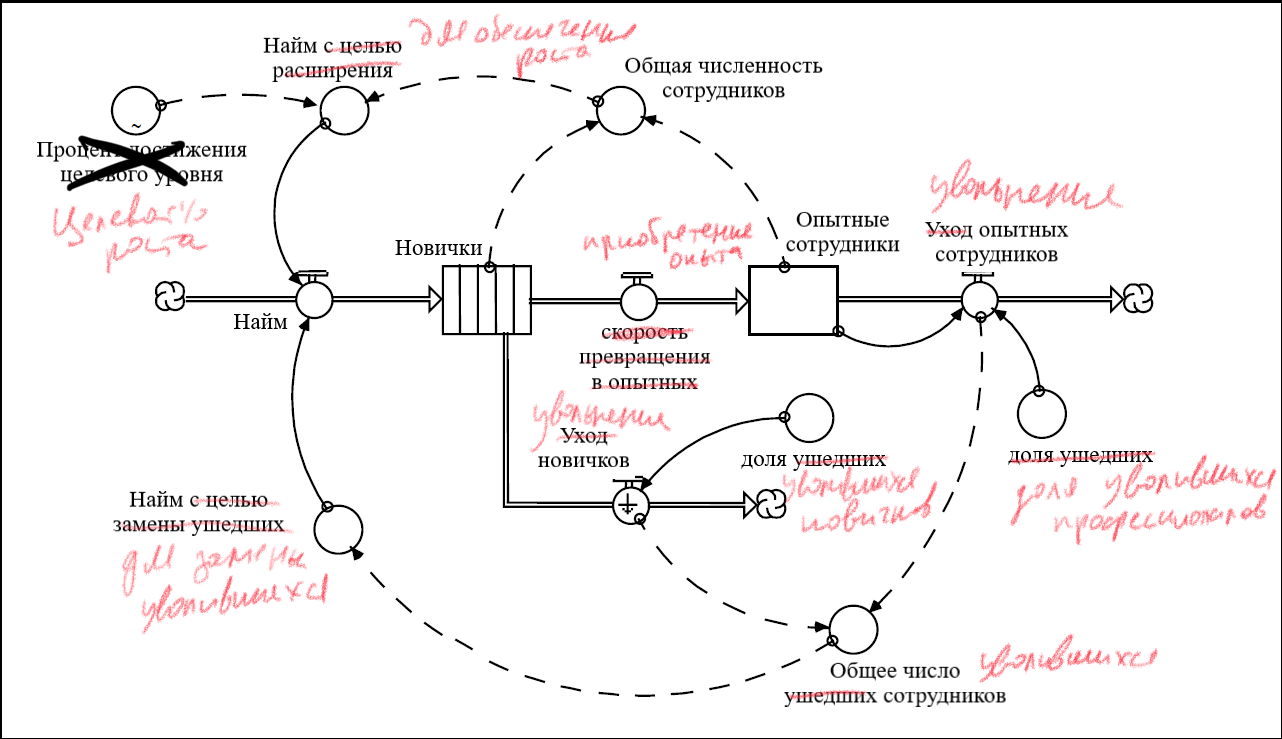 Найм с целью
расширения
для обеспечения
роста
Общая численность
сотрудников
~
Процент достижения
целевого уровня
Целевой %
роста
Новички
приобретение
опыта
Опытные
сотрудники
увольнения
Уход опытных
сотрудников
Найм
скорость
превращения
в опытных
увольнения
Уход
новичков
доля ушедших
уволившихся
новичков
доля ушедших
доля уволившихся
профессионалов
Найм с целью
замены ушедших
для замены
уволившихся
Общее число
ушедших сотрудников
уволившихся